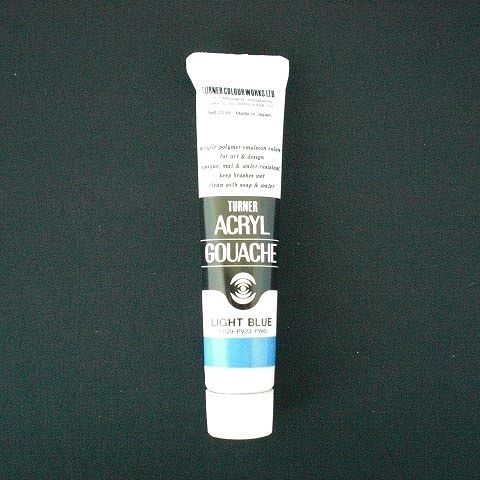 TURNER COLOUR WORKS LTD.
Made in Japan
acrylic polymer emulsion colour
for art & design
opaque, mat & water-resistant
keep brushes wet
clean with soap & water
TURNER
ACRYL
GOUACHE
LIGHT BLUE